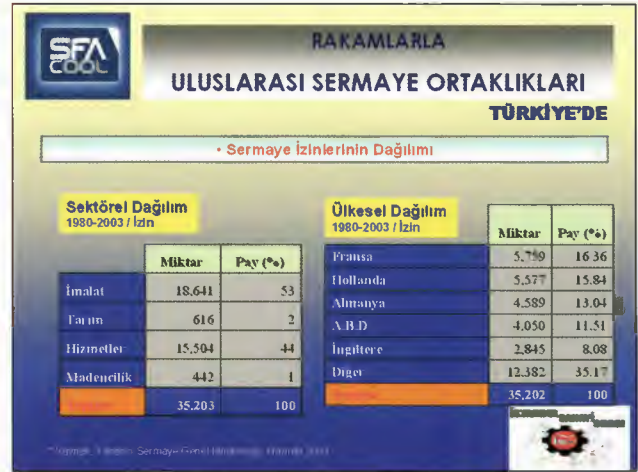 SFA
COOL
RAKAMLARLA
ULUSLARASI SERMAYE ORTAKLIKLARI
TÜRKİYE'DE
• Sermaye İzinlerinin Dağılımı
Sektörel Dağılım
1980-2003 / İzin
Miktar Pay (%)
İmalat 18.641 53
Tarım 616 2
Hizmetler 15.504 44
Madencilik 442 1
35.203 100
Ülkesel Dağılım
1980-2003 / İzin
Miktar Pay (%)
Fransa 16.36
Hollanda 5.577 15.84
Almanya 4.589 13.04
A.B.D 4.050 11.51
İngiltere 2.845 8.08
Diğer 12.382 35.17
35.202 100
Sermaye Genel